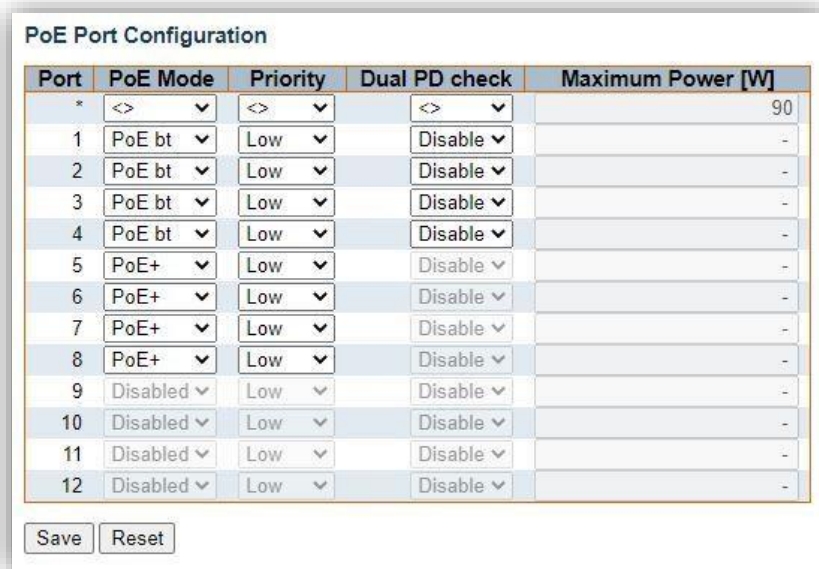 PoE Port Configuration
Port PoE Mode Priority Dual PD check Maximum Power [W]
* <> <> <> 90
1 PoE bt Low Disable -
2 PoE bt Low Disable -
3 PoE bt Low Disable -
4 PoE bt Low Disable -
5 PoE+ Low Disable -
6 PoE+ Low Disable -
7 PoE+ Low Disable -
8 PoE+ Low Disable -
9 Disabled Low Disable -
10 Disabled Low Disable -
11 Disabled Low Disable -
12 Disabled Low Disable -
Save Reset